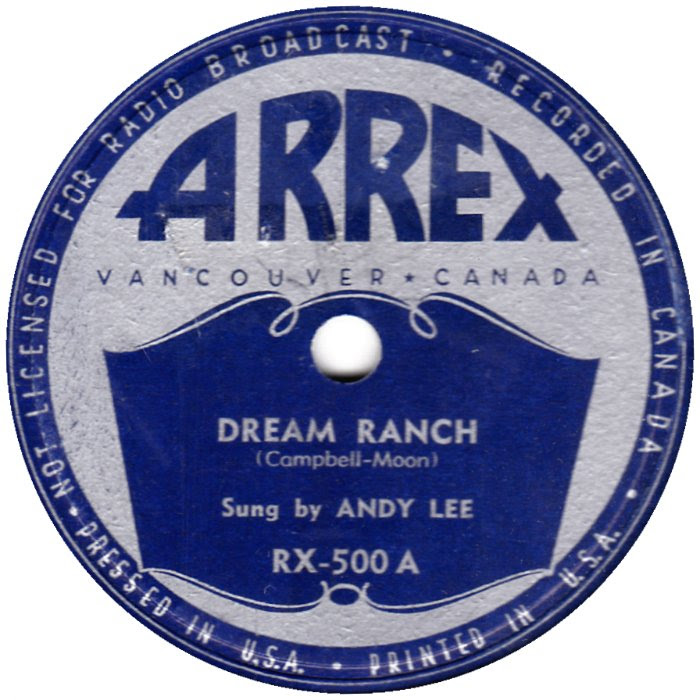 NOT LICENSED FOR RADIO BROADCAST • RECORDED IN CANADA •
ARREX
VANCOUVER ★ CANADA
DREAM RANCH
(Campbell-Moon)
Sung by ANDY LEE
RX-500 A
• PRESSED IN U.S.A. • PRINTED IN U.S.A.